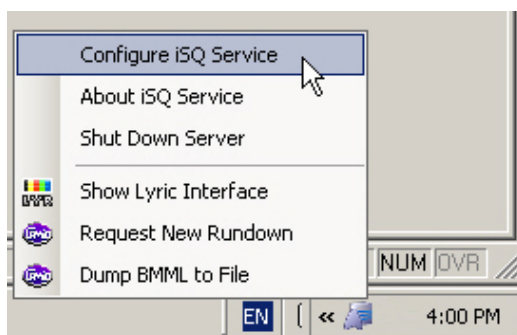 Configure iSQ Service
About iSQ Service
Shut Down Server
Show Lyric Interface
Request New Rundown
Dump BMML to File
NUM OVR
EN « 4:00 PM